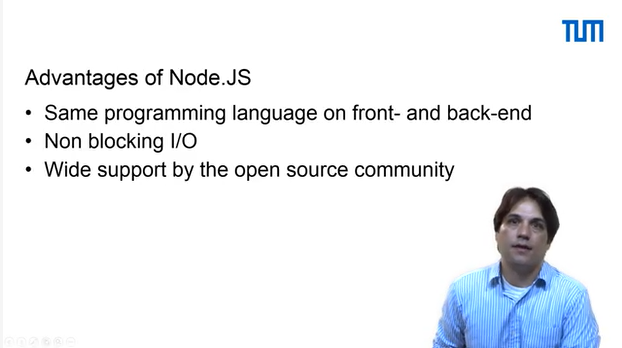 TUM
Advantages of Node.JS
• Same programming language on front- and back-end
• Non blocking I/O
• Wide support by the open source community